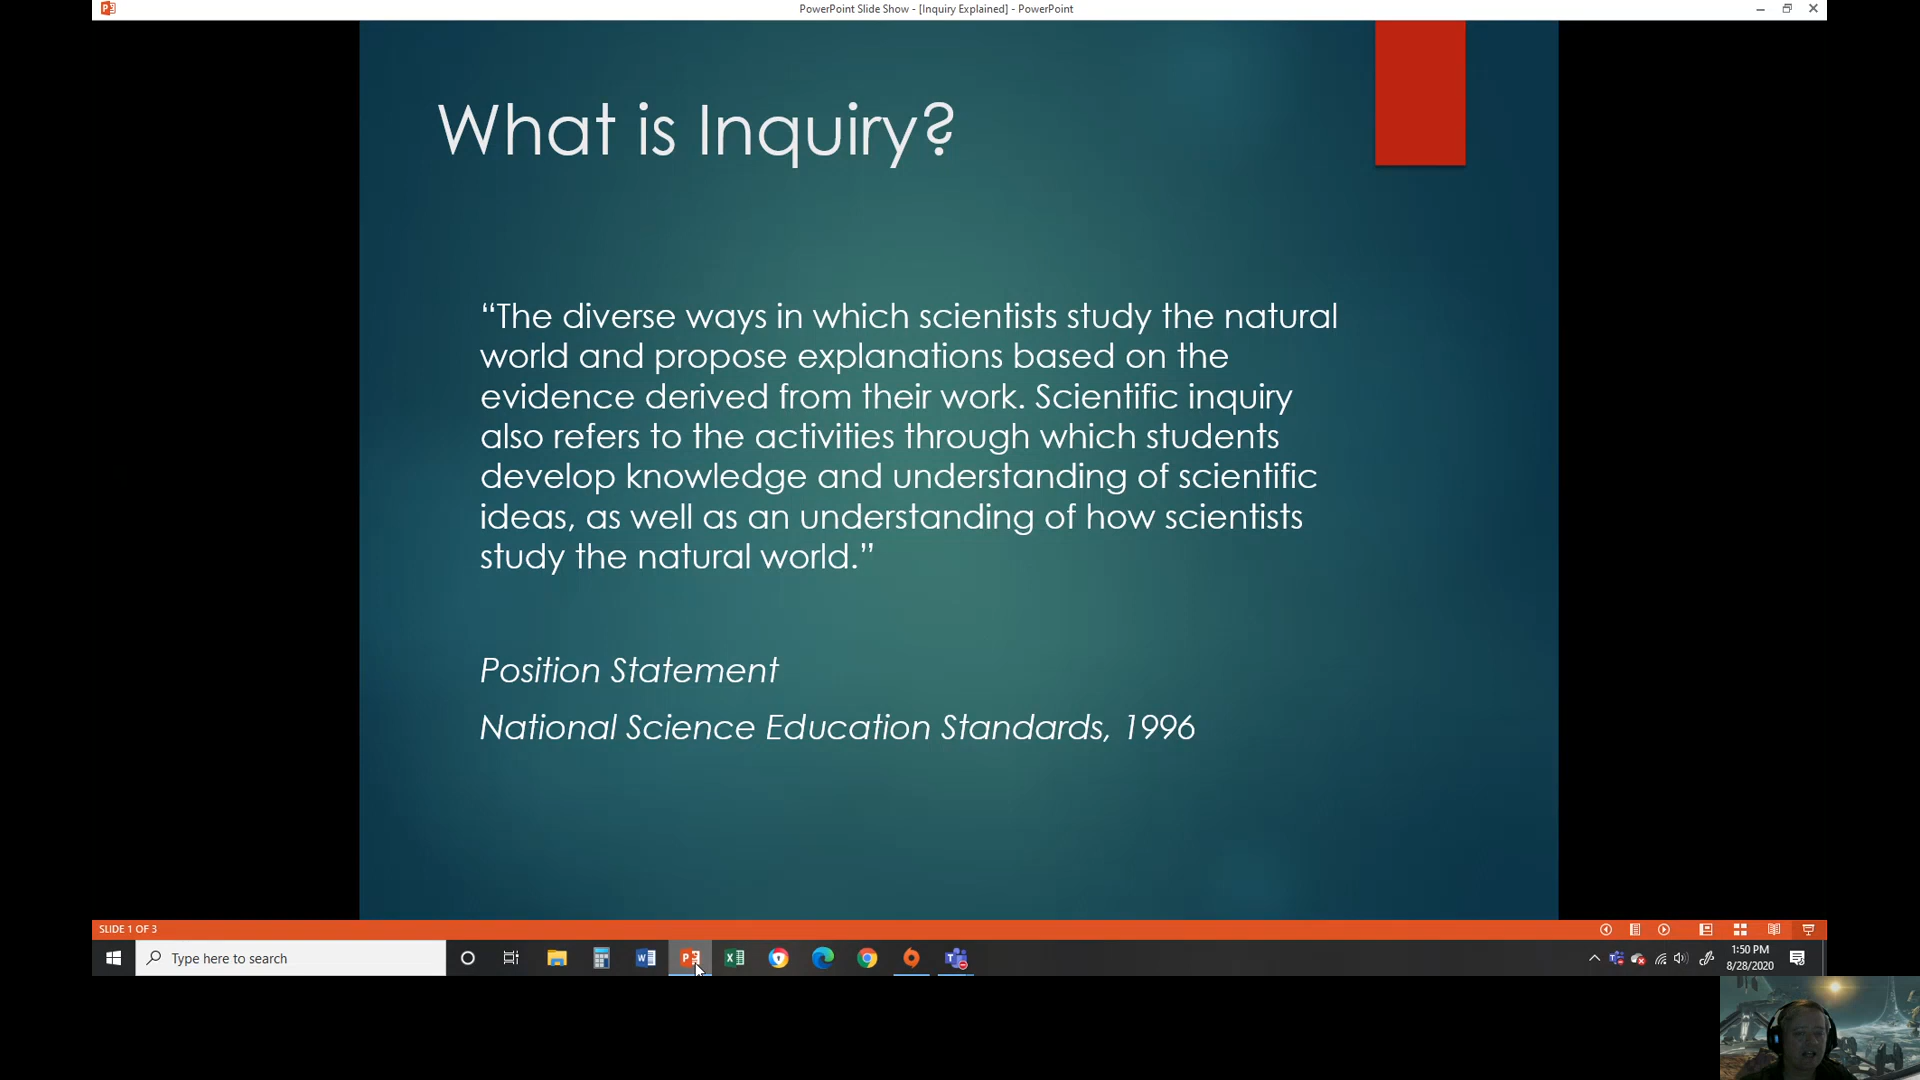 PowerPoint Slide Show - [Inquiry Explained] - PowerPoint
What is Inquiry?
“The diverse ways in which scientists study the natural
world and propose explanations based on the
evidence derived from their work. Scientific inquiry
also refers to the activities through which students
develop knowledge and understanding of scientific
ideas, as well as an understanding of how scientists
study the natural world.”
Position Statement
National Science Education Standards, 1996
SLIDE 1 OF 3
Type here to search
1:50 PM
8/28/2020